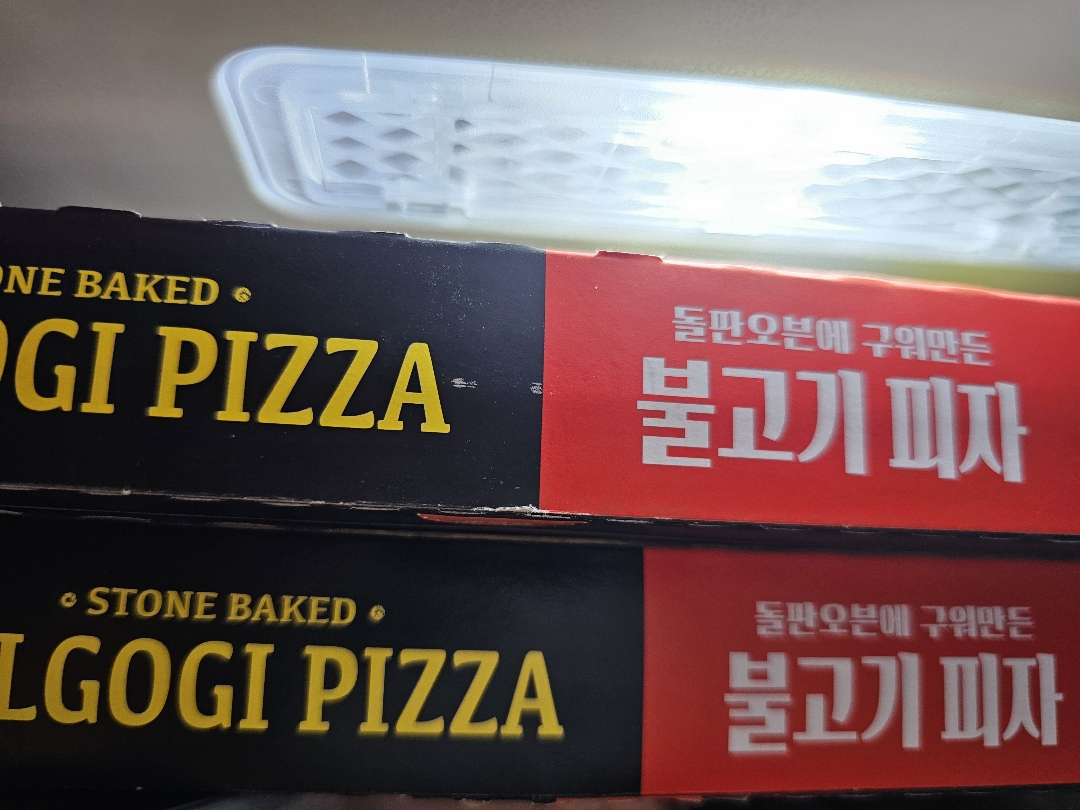 ONE BAKED
OGI PIZZA
돌판오븐에 구워만든
불고기 피자
STONE BAKED
LGOGI PIZZA
돌판오븐에 구워만든
불고기 피자